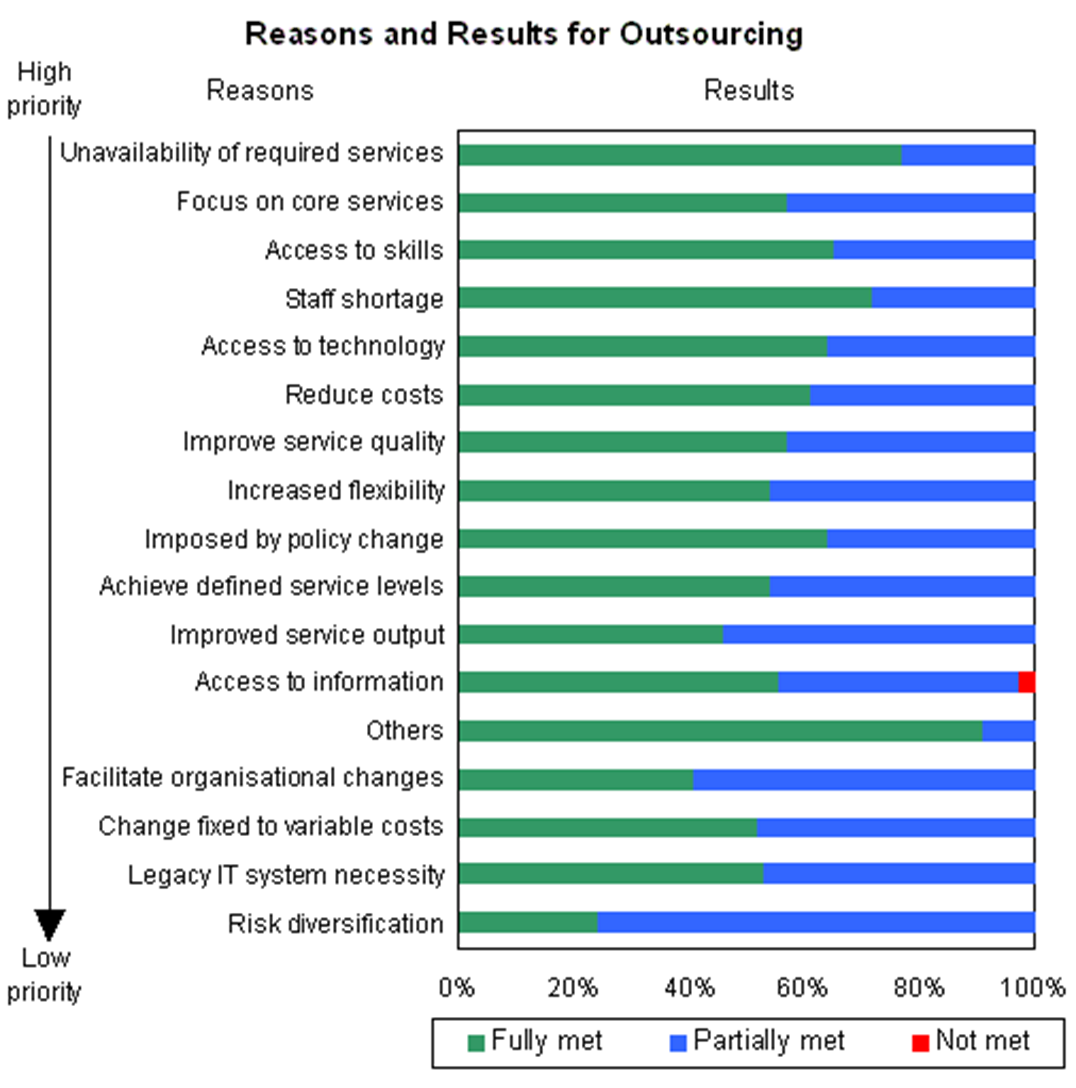 Reasons and Results for Outsourcing
High
priority
Reasons
Results
Unavailability of required services
Focus on core services
Access to skills
Staff shortage
Access to technology
Reduce costs
Improve service quality
Increased flexibility
Imposed by policy change
Achieve defined service levels
Improved service output
Access to information
Others
Facilitate organisational changes
Change fixed to variable costs
Legacy IT system necessity
Risk diversification
Low
priority
0% 20% 40% 60% 80% 100%
Fully met Partially met Not met